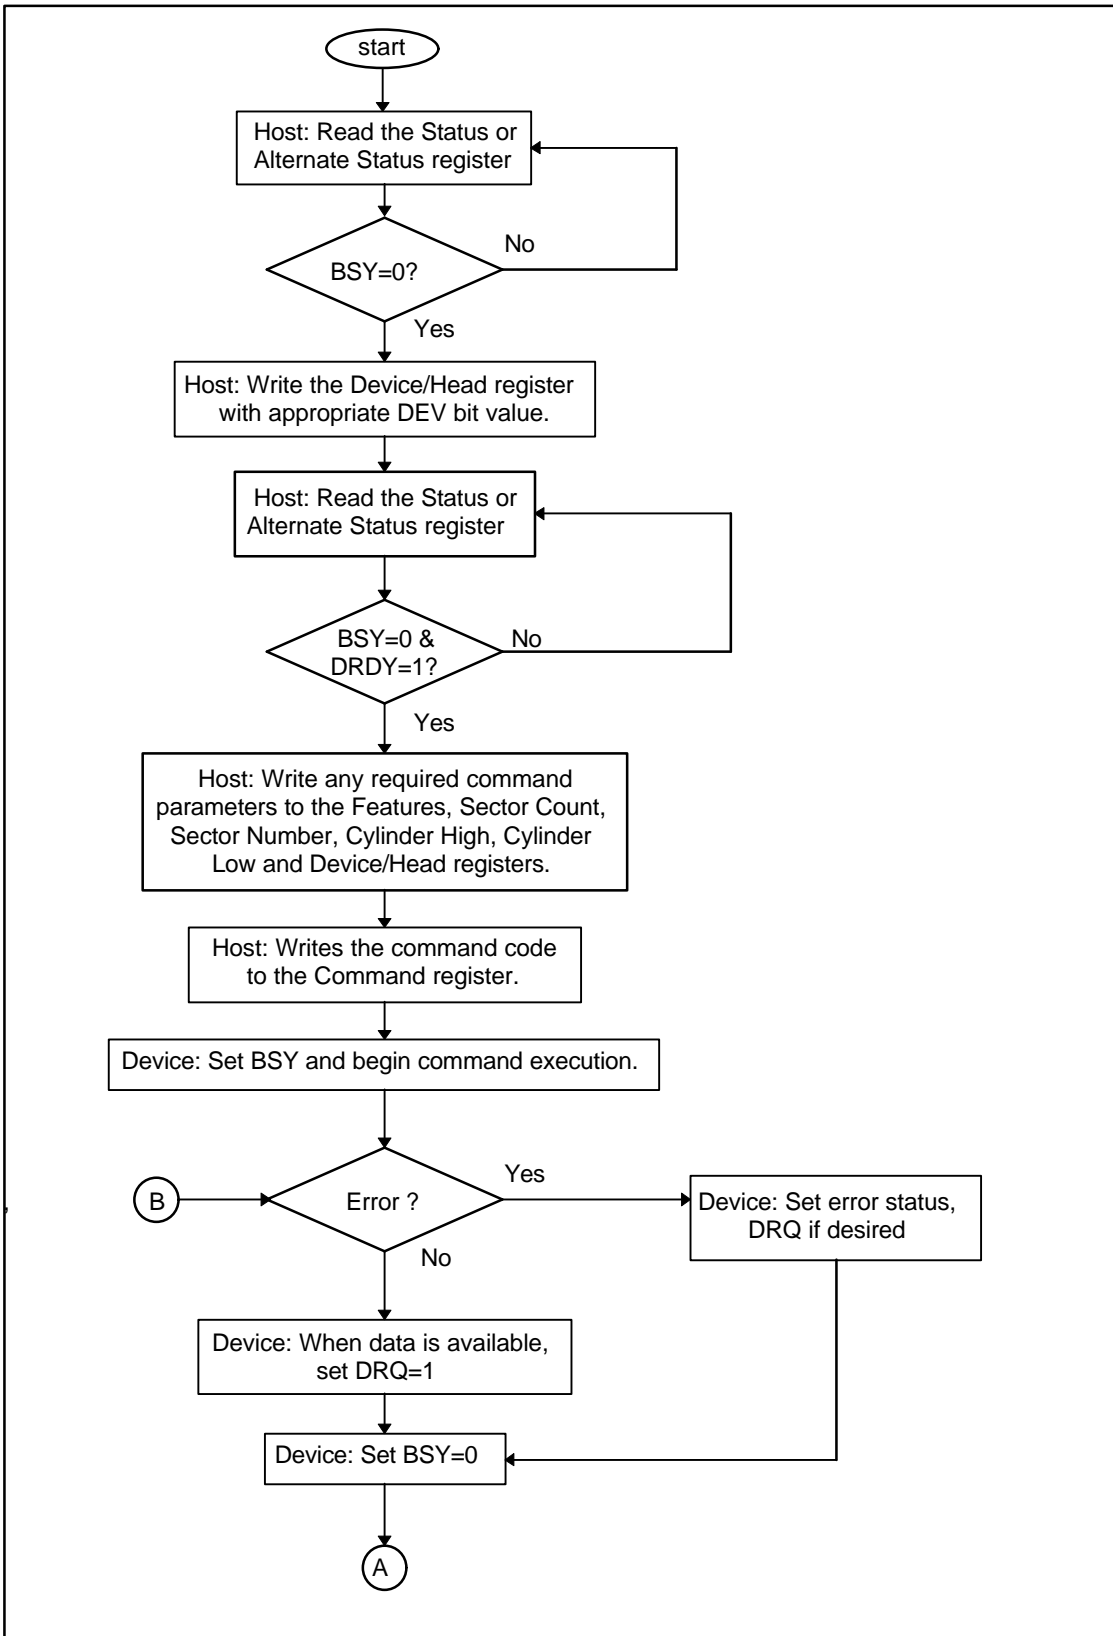 start
Host: Read the Status or
Alternate Status register
No
BSY=0?
Yes
Host: Write the Device/Head register
with appropriate DEV bit value.
Host: Read the Status or
Alternate Status register
BSY=0 &
DRDY=1?
No
Yes
Host: Write any required command
parameters to the Features, Sector Count,
Sector Number, Cylinder High, Cylinder
Low and Device/Head registers.
Host: Writes the command code
to the Command register.
Device: Set BSY and begin command execution.
Yes
B
Error ?
Device: Set error status,
DRQ if desired
No
Device: When data is available,
set DRQ=1
Device: Set BSY=0
A